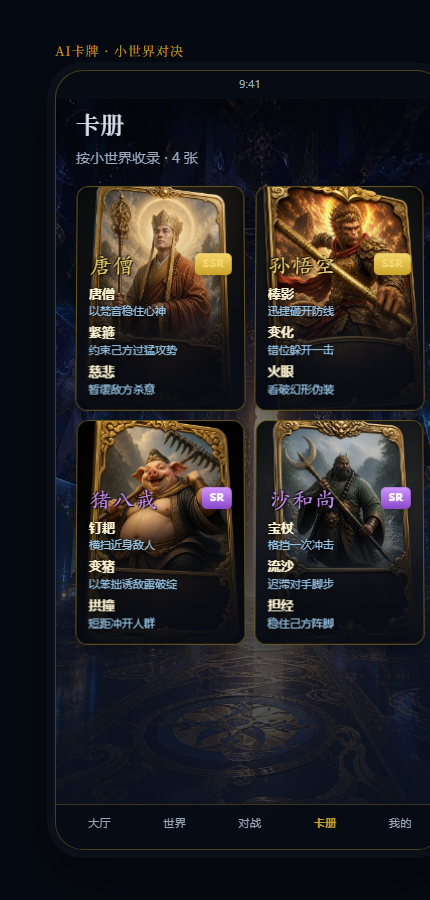 AI卡牌 · 小世界对决
9:41
卡册
按小世界收录 · 4 张
唐僧
SSR
唐僧
以梵音稳住心神
紧箍
约束己方过猛攻势
慈悲
暂缓敌方杀意
孙悟空
SSR
棒影
迅捷砸开防线
变化
错位躲开一击
火眼
看破幻形伪装
猪八戒
SR
钉耙
横扫近身敌人
变猪
以笨拙诱敌露破绽
拱撞
短距冲开人群
沙和尚
SR
宝杖
格挡一次冲击
流沙
迟滞对手脚步
担经
稳住己方阵脚
大厅
世界
对战
卡册
我的